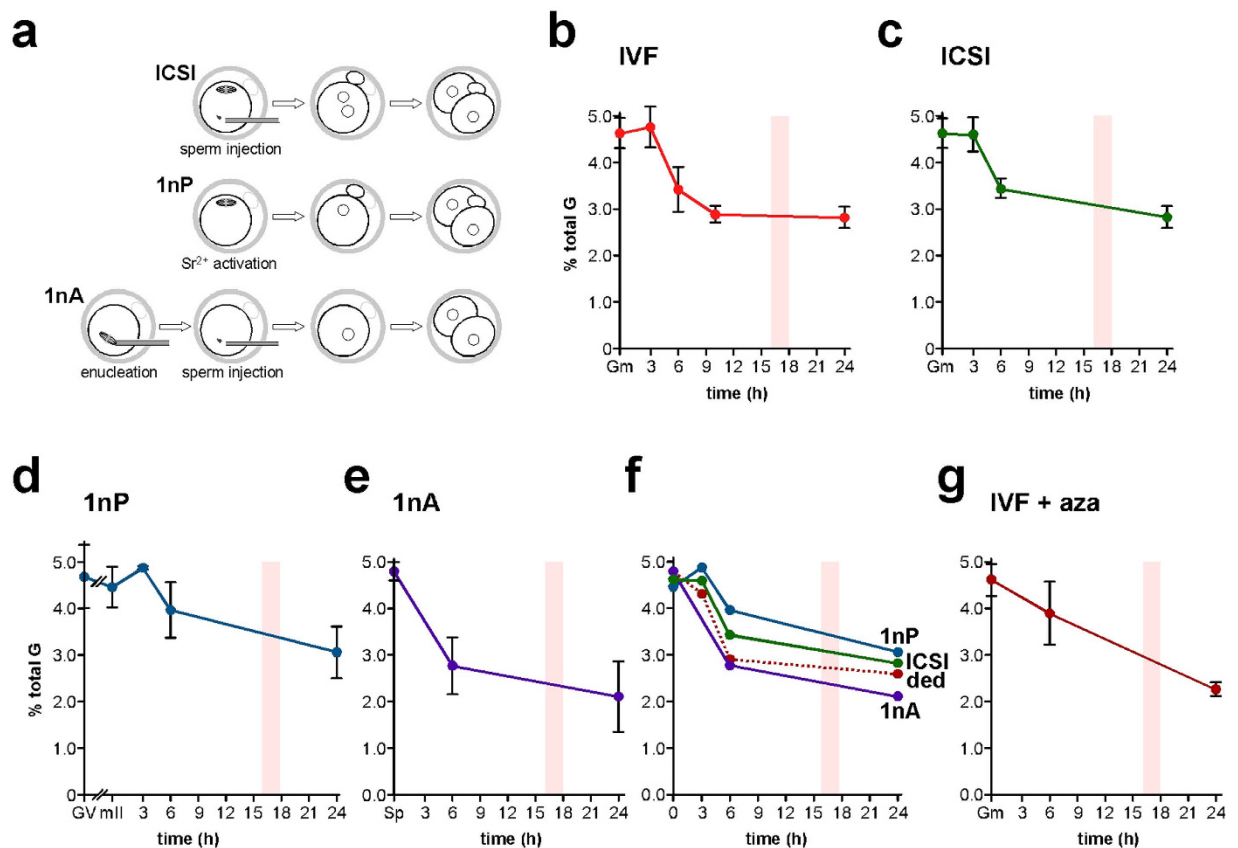 a
ICSI
sperm injection
1nP
Sr²⁺ activation
1nA
enucleation
sperm injection
b
IVF
% total G
5.0
4.0
3.0
2.0
1.0
0
Gm 3 6 9 12 15 18 21 24
time (h)
c
ICSI
5.0
4.0
3.0
2.0
1.0
0
Gm 3 6 9 12 15 18 21 24
time (h)
d
1nP
% total G
5.0
4.0
3.0
2.0
1.0
0
GV mII 3 6 9 12 15 18 21 24
time (h)
e
1nA
5.0
4.0
3.0
2.0
1.0
0
Sp 3 6 9 12 15 18 21 24
time (h)
f
5.0
4.0
3.0
2.0
1.0
0
1nP
ICSI
ded
1nA
0 3 6 9 12 15 18 21 24
time (h)
g
IVF + aza
5.0
4.0
3.0
2.0
1.0
0
Gm 3 6 9 12 15 18 21 24
time (h)